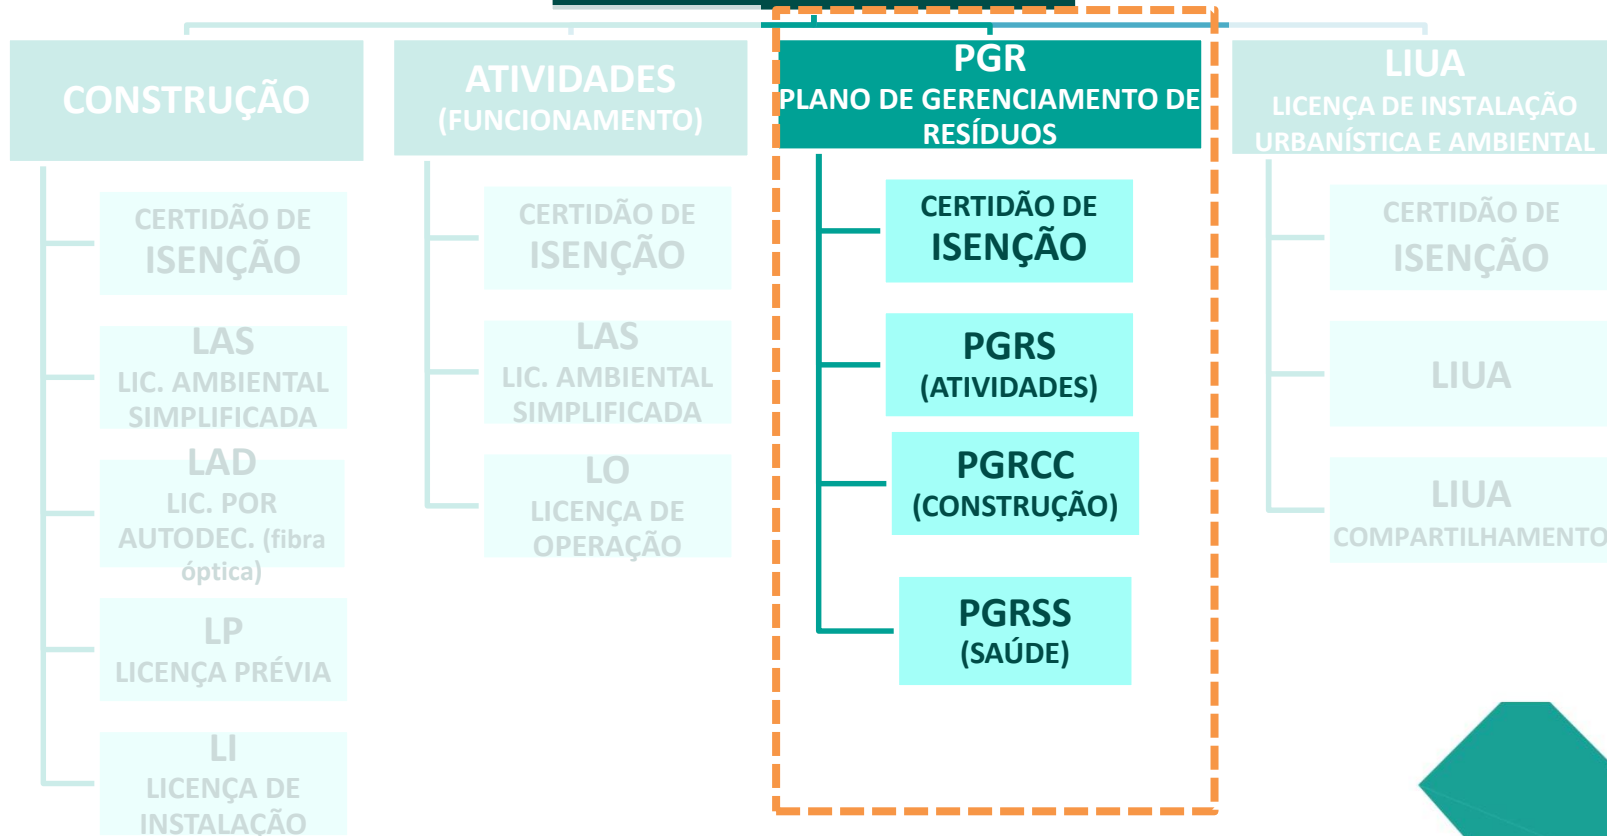 CONSTRUÇÃO
CERTIDÃO DE
ISENÇÃO
LAS
LIC. AMBIENTAL
SIMPLIFICADA
LAD
LIC. POR
AUTODEC. (fibra
óptica)
LP
LICENÇA PRÉVIA
LI
LICENÇA DE
INSTALAÇÃO
ATIVIDADES
(FUNCIONAMENTO)
CERTIDÃO DE
ISENÇÃO
LAS
LIC. AMBIENTAL
SIMPLIFICADA
LO
LICENÇA DE
OPERAÇÃO
PGR
PLANO DE GERENCIAMENTO DE
RESÍDUOS
CERTIDÃO DE
ISENÇÃO
PGRS
(ATIVIDADES)
PGRCC
(CONSTRUÇÃO)
PGRSS
(SAÚDE)
LIUA
LICENÇA DE INSTALAÇÃO
URBANÍSTICA E AMBIENTAL
CERTIDÃO DE
ISENÇÃO
LIUA
LIUA
COMPARTILHAMENTO